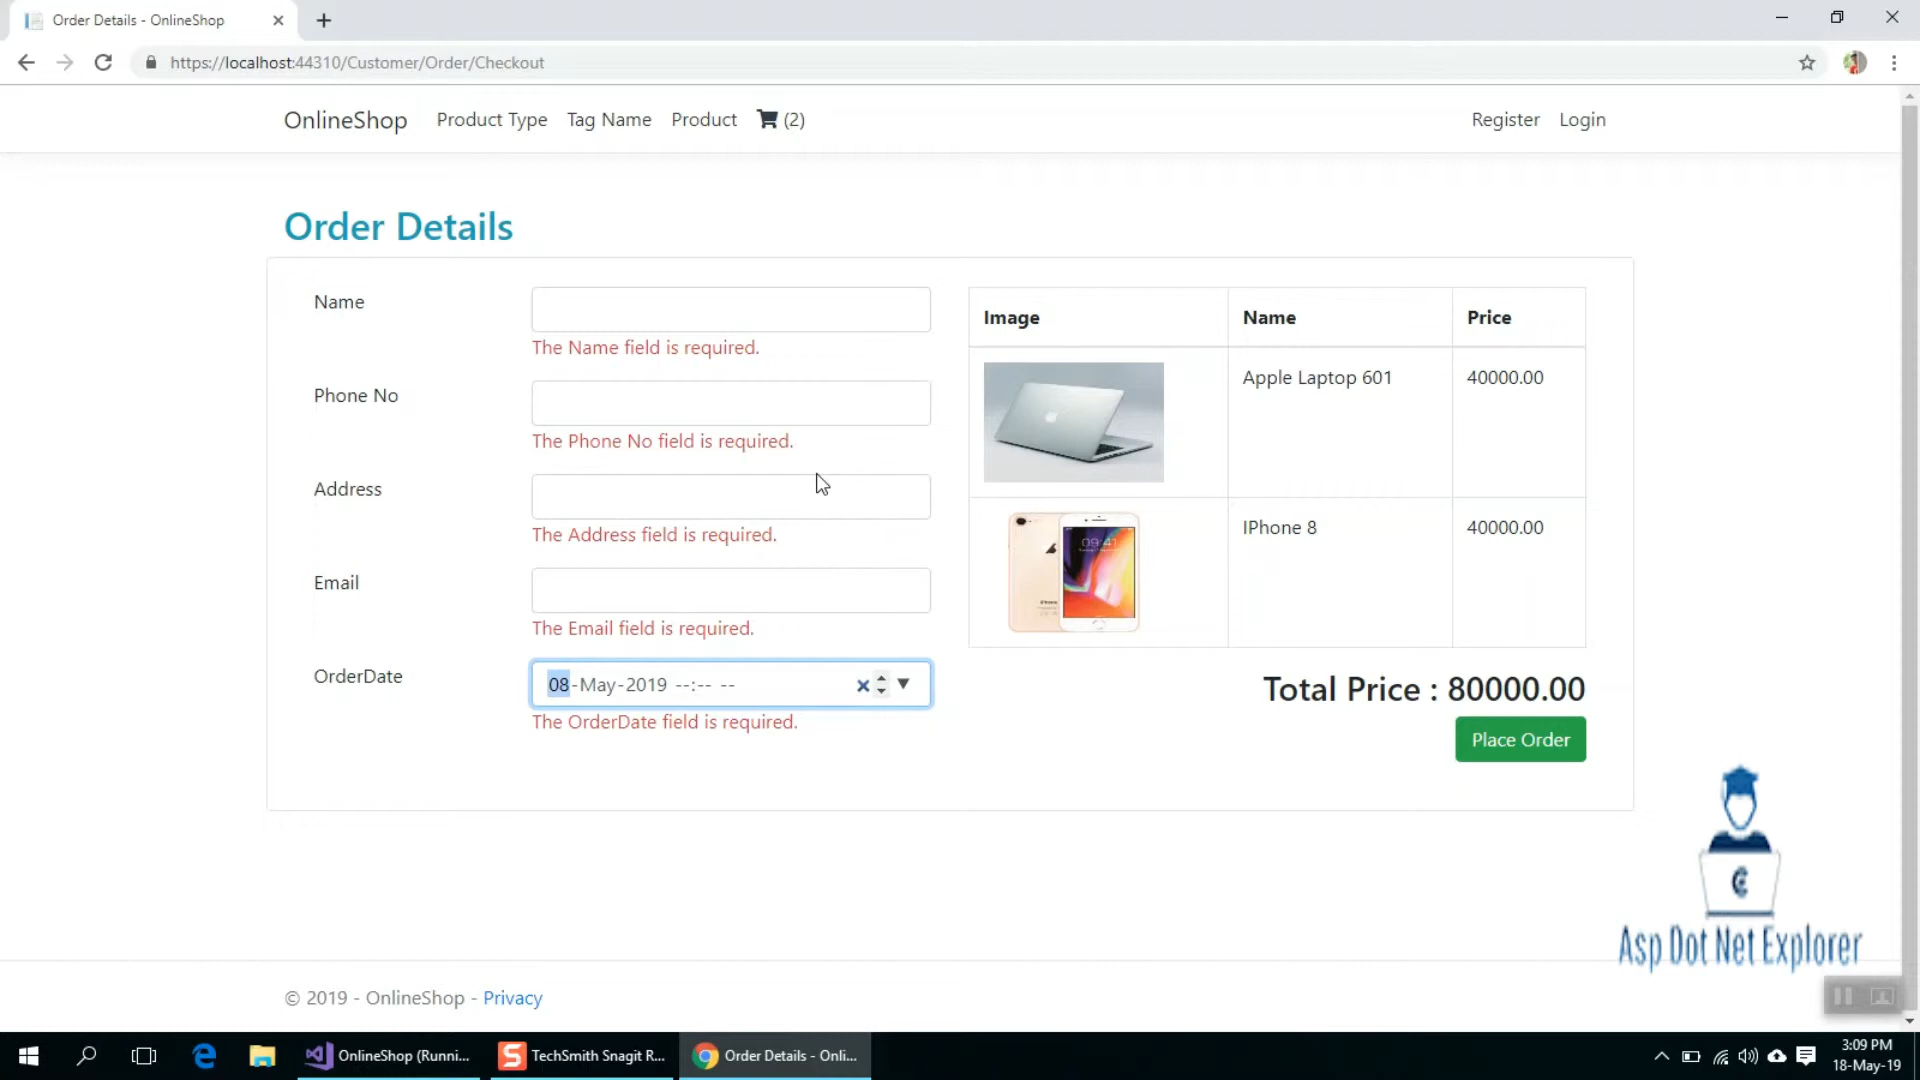 Order Details - OnlineShop
https://localhost:44310/Customer/Order/Checkout
OnlineShop Product Type Tag Name Product (2) Register Login
Order Details
Name
The Name field is required.
Phone No
The Phone No field is required.
Address
The Address field is required.
Email
The Email field is required.
OrderDate
08-May-2019 --:-- --
The OrderDate field is required.
Image Name Price
Apple Laptop 601 40000.00
09:41
iPhone
IPhone 8 40000.00
Total Price : 80000.00
Place Order
Asp Dot Net Explorer
© 2019 - OnlineShop - Privacy
OnlineShop (Runni...
TechSmith Snagit R...
Order Details - Onli...
3:09 PM
18-May-19